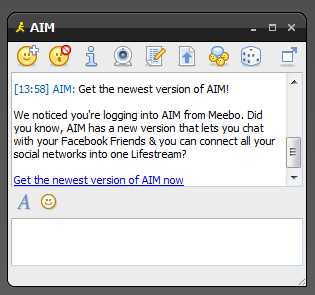 AIM
[13:58] AIM: Get the newest version of AIM!
We noticed you're logging into AIM from Meebo. Did
you know, AIM has a new version that lets you chat
with your Facebook Friends & you can connect all your
social networks into one Lifestream?
Get the newest version of AIM now
A